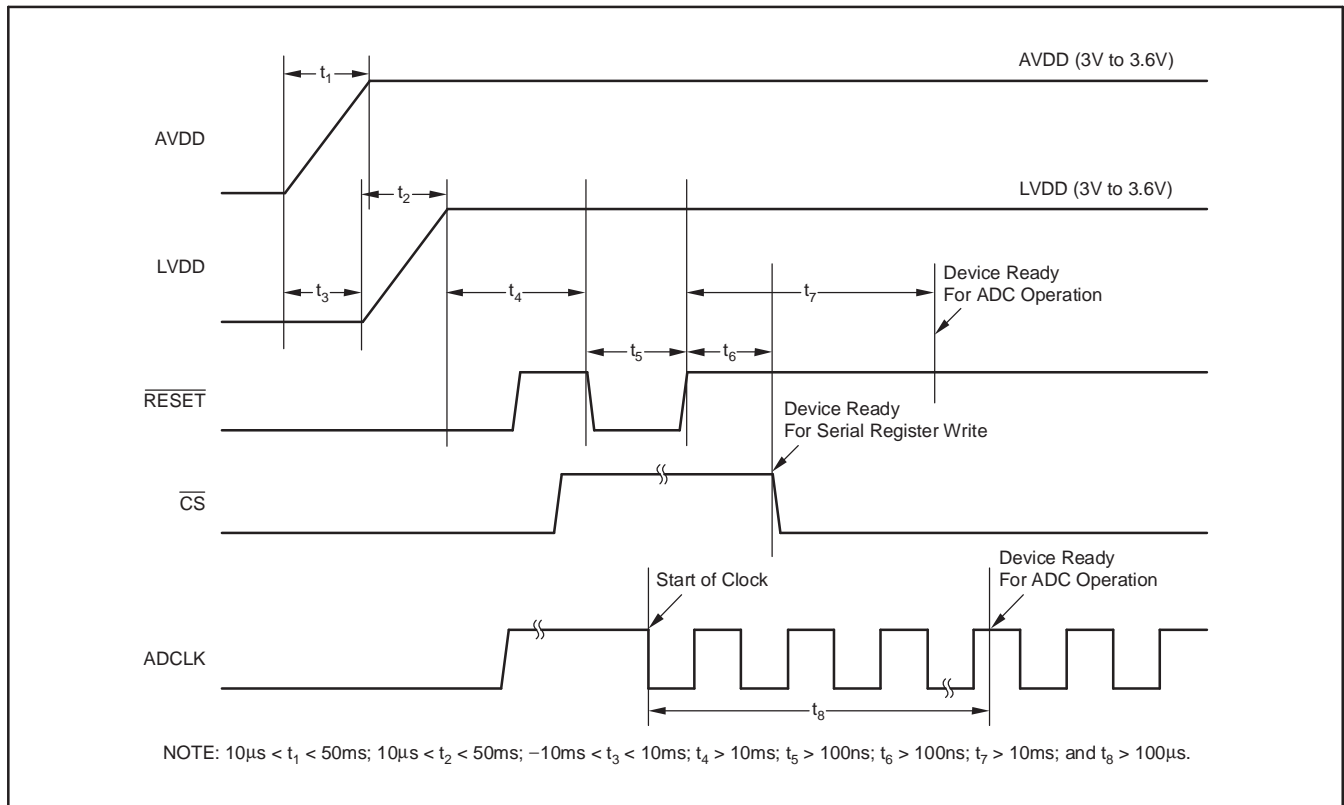 t1
AVDD (3V to 3.6V)
AVDD
t2
LVDD (3V to 3.6V)
LVDD
t3
t4
t7
Device Ready
For ADC Operation
t5
t6
RESET
Device Ready
For Serial Register Write
CS
Start of Clock
Device Ready
For ADC Operation
ADCLK
t8
NOTE: 10μs < t1 < 50ms; 10μs < t2 < 50ms; −10ms < t3 < 10ms; t4 > 10ms; t5 > 100ns; t6 > 100ns; t7 > 10ms; and t8 > 100μs.